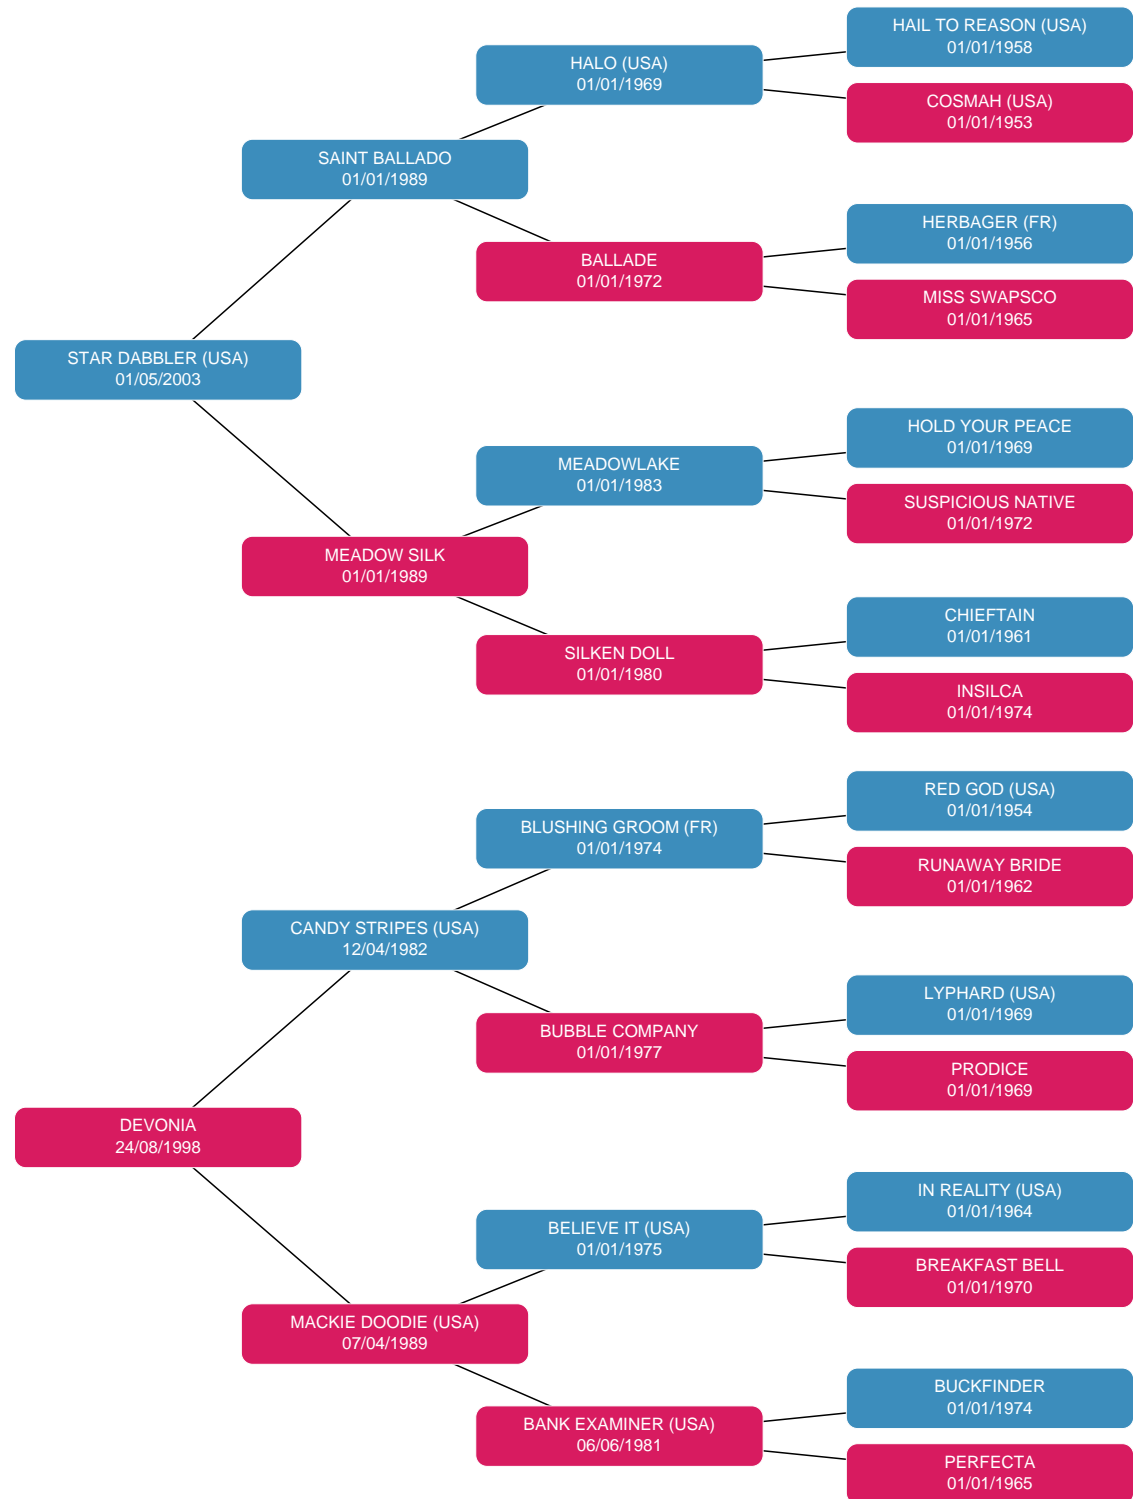 HAIL TO REASON (USA)
01/01/1958
HALO (USA)
01/01/1969
COSMAH (USA)
01/01/1953
SAINT BALLADO
01/01/1989
HERBAGER (FR)
01/01/1956
BALLADE
01/01/1972
MISS SWAPSCO
01/01/1965
STAR DABBLER (USA)
01/05/2003
HOLD YOUR PEACE
01/01/1969
MEADOWLAKE
01/01/1983
SUSPICIOUS NATIVE
01/01/1972
MEADOW SILK
01/01/1989
CHIEFTAIN
01/01/1961
SILKEN DOLL
01/01/1980
INSILCA
01/01/1974
RED GOD (USA)
01/01/1954
BLUSHING GROOM (FR)
01/01/1974
RUNAWAY BRIDE
01/01/1962
CANDY STRIPES (USA)
12/04/1982
LYPHARD (USA)
01/01/1969
BUBBLE COMPANY
01/01/1977
PRODICE
01/01/1969
DEVONIA
24/08/1998
IN REALITY (USA)
01/01/1964
BELIEVE IT (USA)
01/01/1975
BREAKFAST BELL
01/01/1970
MACKIE DOODIE (USA)
07/04/1989
BUCKFINDER
01/01/1974
BANK EXAMINER (USA)
06/06/1981
PERFECTA
01/01/1965